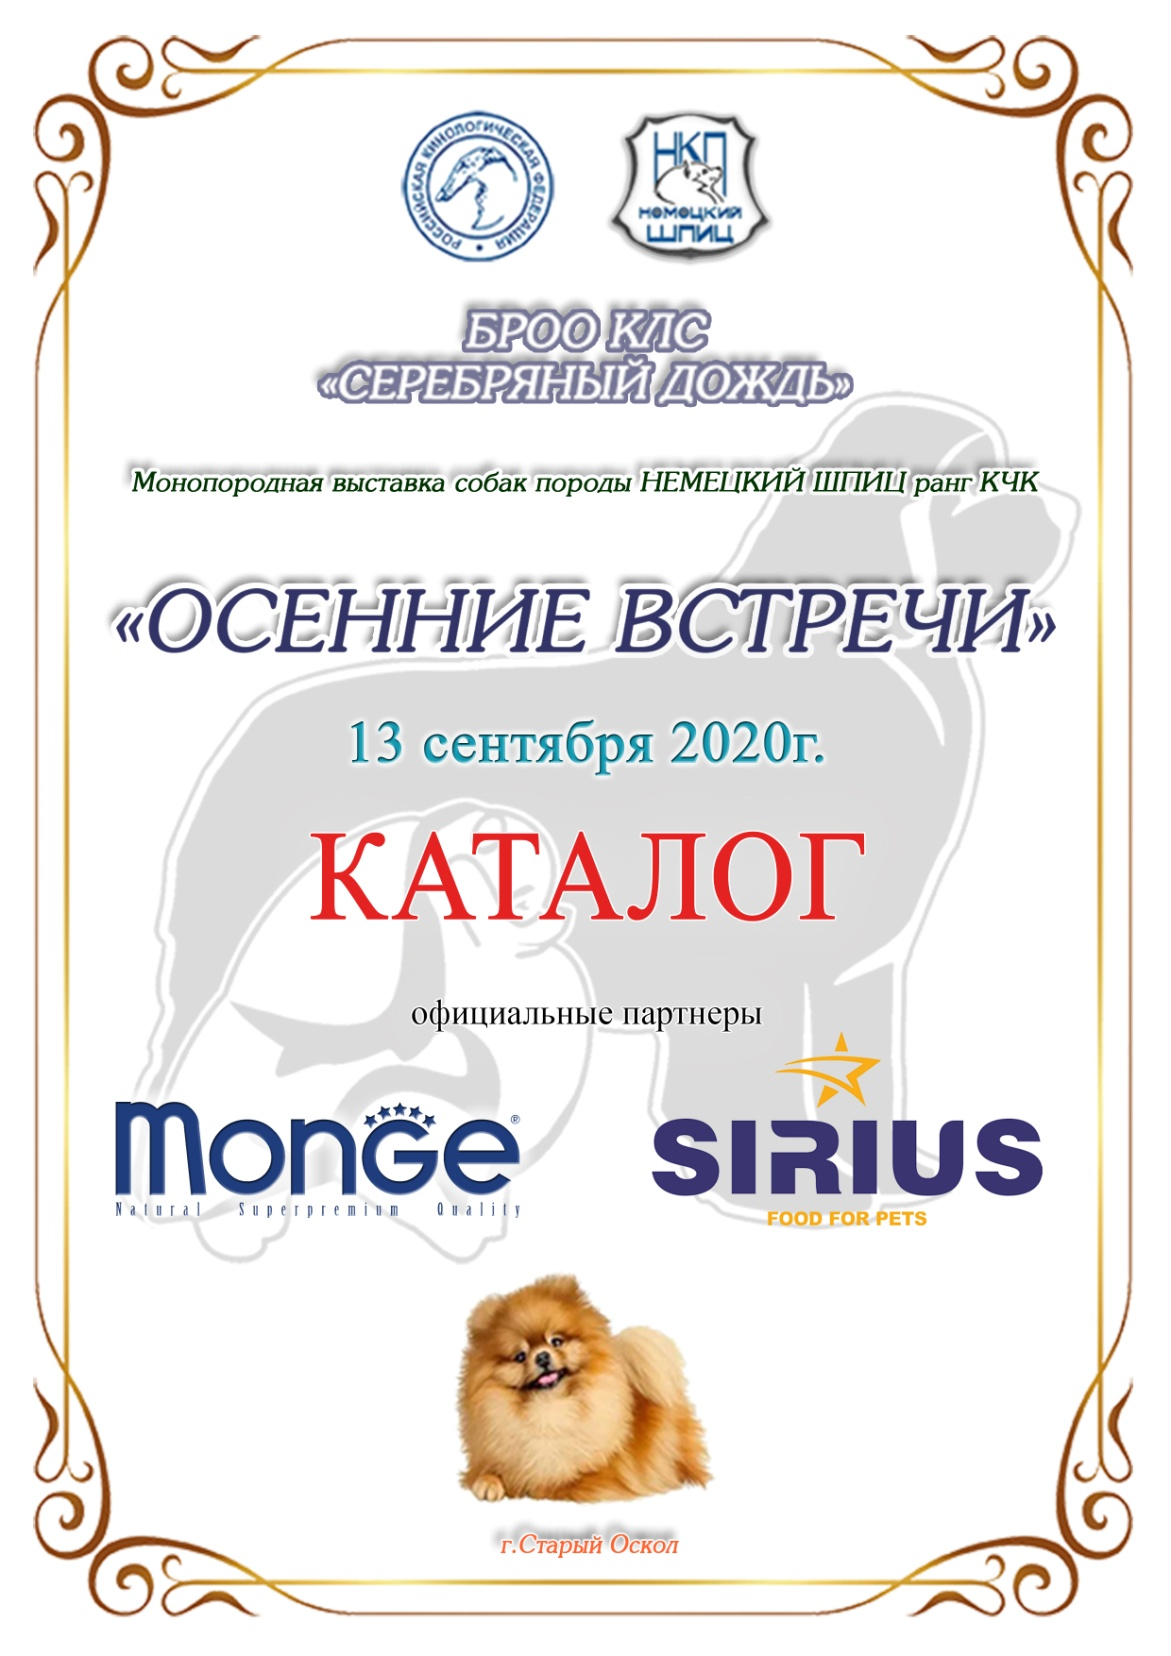 РОССИЙСКАЯ КИНОЛОГИЧЕСКАЯ ФЕДЕРАЦИЯ
НКП
НЕМЕЦКИЙ
ШПИЦ
БРОО КЛС
«СЕРЕБРЯНЫЙ ДОЖДЬ»
Монопородная выставка собак породы НЕМЕЦКИЙ ШПИЦ ранг КЧК
«ОСЕННИЕ ВСТРЕЧИ»
13 сентября 2020г.
КАТАЛОГ
официальные партнеры
Monge®
Natural Superpremium Quality
SIRIUS
FOOD FOR PETS
г.Старый Оскол